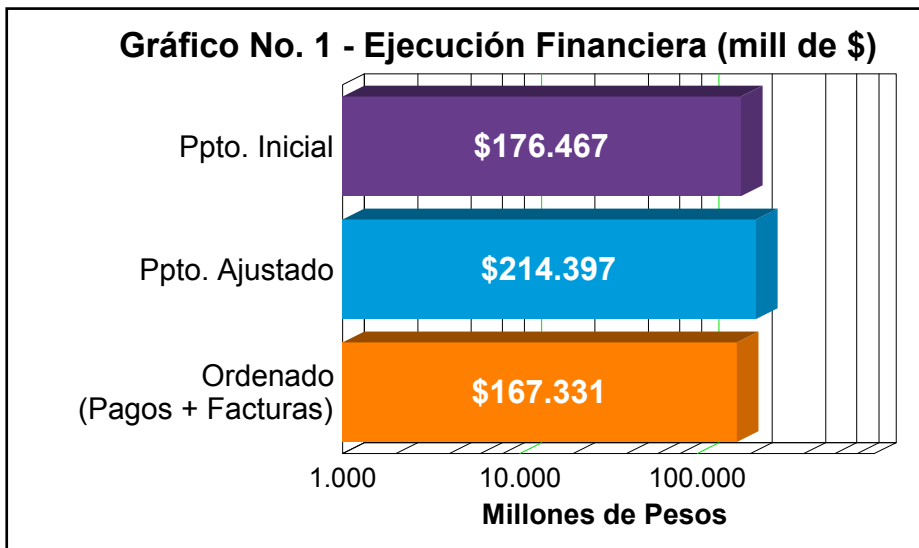 Gráfico No. 1 - Ejecución Financiera (mill de $)
Ppto. Inicial
$176.467
Ppto. Ajustado
$214.397
Ordenado
(Pagos + Facturas)
$167.331
1.000 10.000 100.000
Millones de Pesos